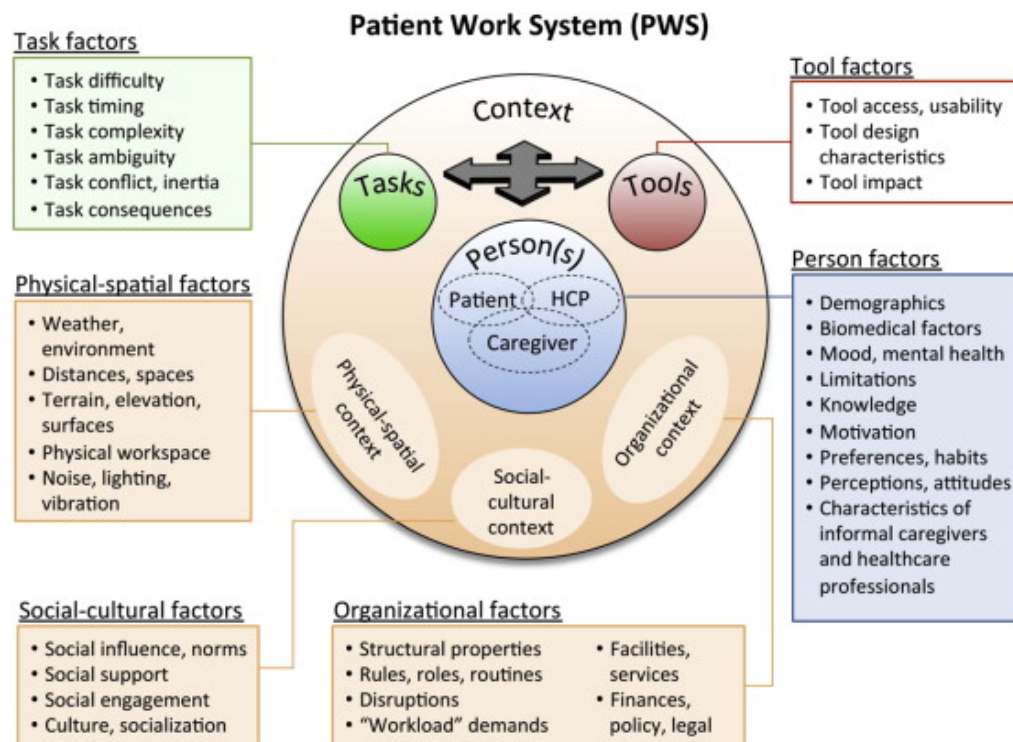 Patient Work System (PWS)
Task factors
• Task difficulty
• Task timing
• Task complexity
• Task ambiguity
• Task conflict, inertia
• Task consequences
Tool factors
• Tool access, usability
• Tool design
characteristics
• Tool impact
Context
Tasks
Tools
Person(s)
Patient
HCP
Caregiver
Physical-spatial
context
Social-
cultural
context
Organizational
context
Physical-spatial factors
• Weather,
environment
• Distances, spaces
• Terrain, elevation,
surfaces
• Physical workspace
• Noise, lighting,
vibration
Person factors
• Demographics
• Biomedical factors
• Mood, mental health
• Limitations
• Knowledge
• Motivation
• Preferences, habits
• Perceptions, attitudes
• Characteristics of
informal caregivers
and healthcare
professionals
Social-cultural factors
• Social influence, norms
• Social support
• Social engagement
• Culture, socialization
Organizational factors
• Structural properties
• Rules, roles, routines
• Disruptions
• “Workload” demands
• Facilities,
services
• Finances,
policy, legal